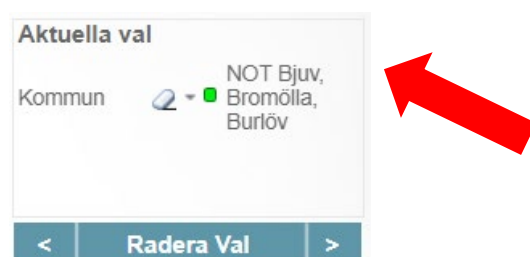 Aktuella val
Kommun
NOT Bjuv,
Bromölla,
Burlöv
< Radera Val >